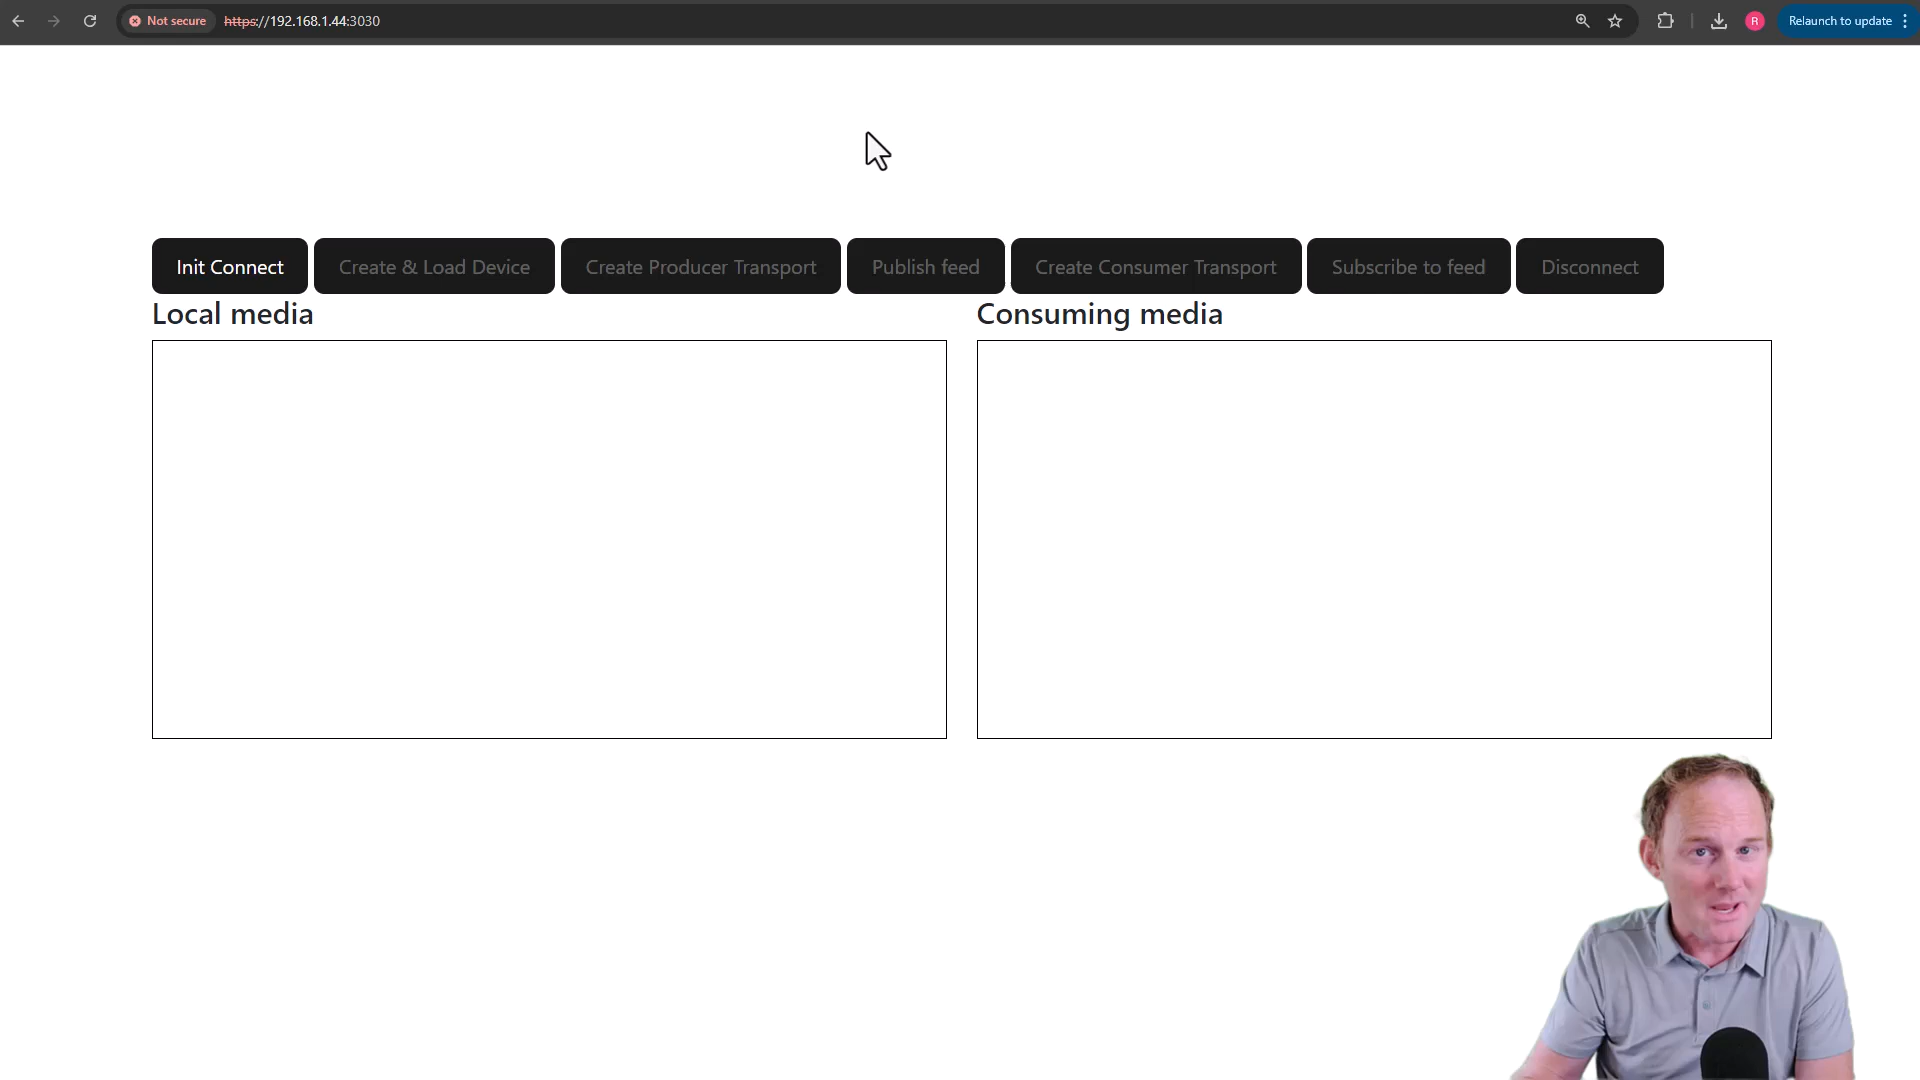 Not secure https://192.168.1.44:3030 R Relaunch to update
Init Connect Create & Load Device Create Producer Transport Publish feed Create Consumer Transport Subscribe to feed Disconnect
Local media Consuming media